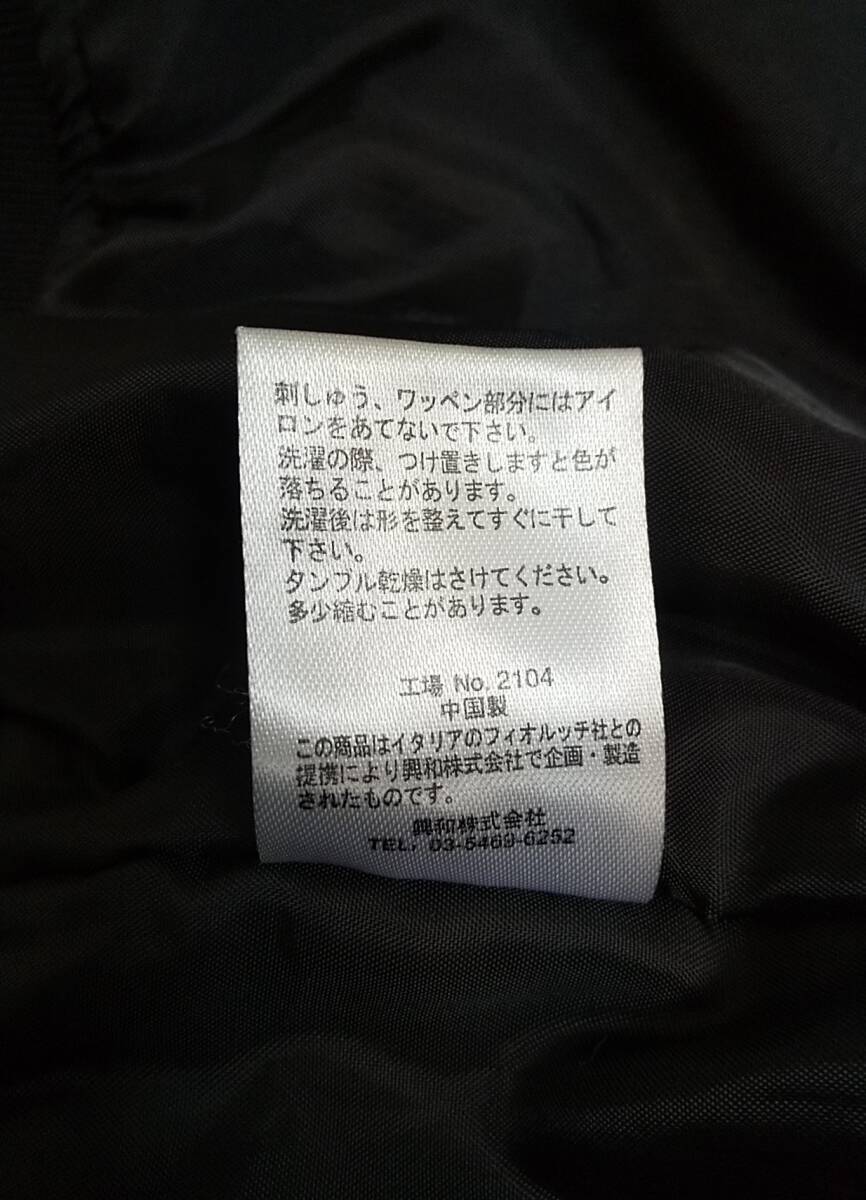 刺しゅう、ワッペン部分にはアイ
ロンをあてないで下さい。
洗濯の際、つけ置きしますと色が
落ちることがあります。
洗濯後は形を整えてすぐに干して
下さい。
タンブル乾燥はさけてください。
多少縮むことがあります。
工場 No. 2104
中国製
この商品はイタリアのフィオルッチ社との
提携により興和株式会社で企画・製造
されたものです。
興和株式会社
TEL. 03-5469-6252